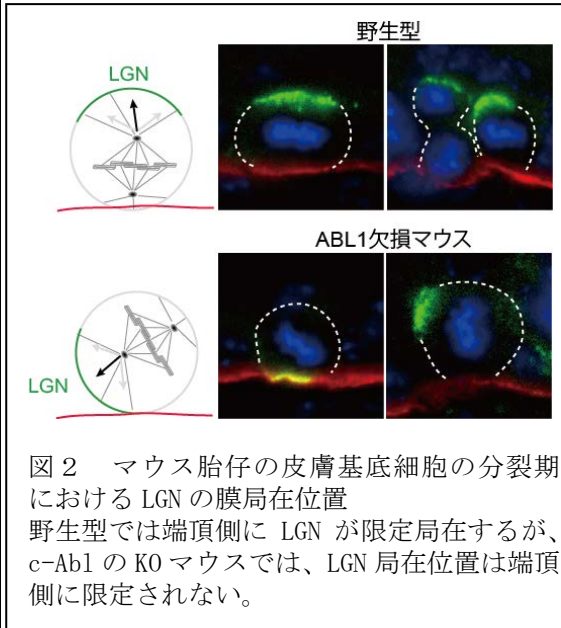 野生型
LGN
ABL1欠損マウス
LGN
図２　マウス胎仔の皮膚基底細胞の分裂期
における LGN の膜局在位置
野生型では端頂側に LGN が限定局在するが、
c-Abl の KO マウスでは、LGN 局在位置は端頂
側に限定されない。